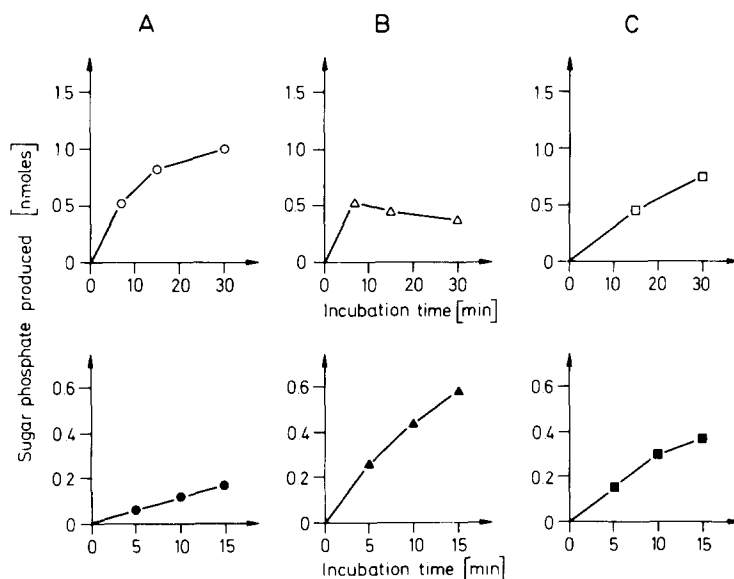 A B C
Sugar phosphate produced [nmoles]
1.5 1.5 1.5
1.0 1.0 1.0
0.5 0.5 0.5
0 0 0
0 10 20 30 0 10 20 30 0 10 20 30
Incubation time [min]
0.6 0.6 0.6
0.4 0.4 0.4
0.2 0.2 0.2
0 0 0
0 5 10 15 0 5 10 15 0 5 10 15
Incubation time [min]